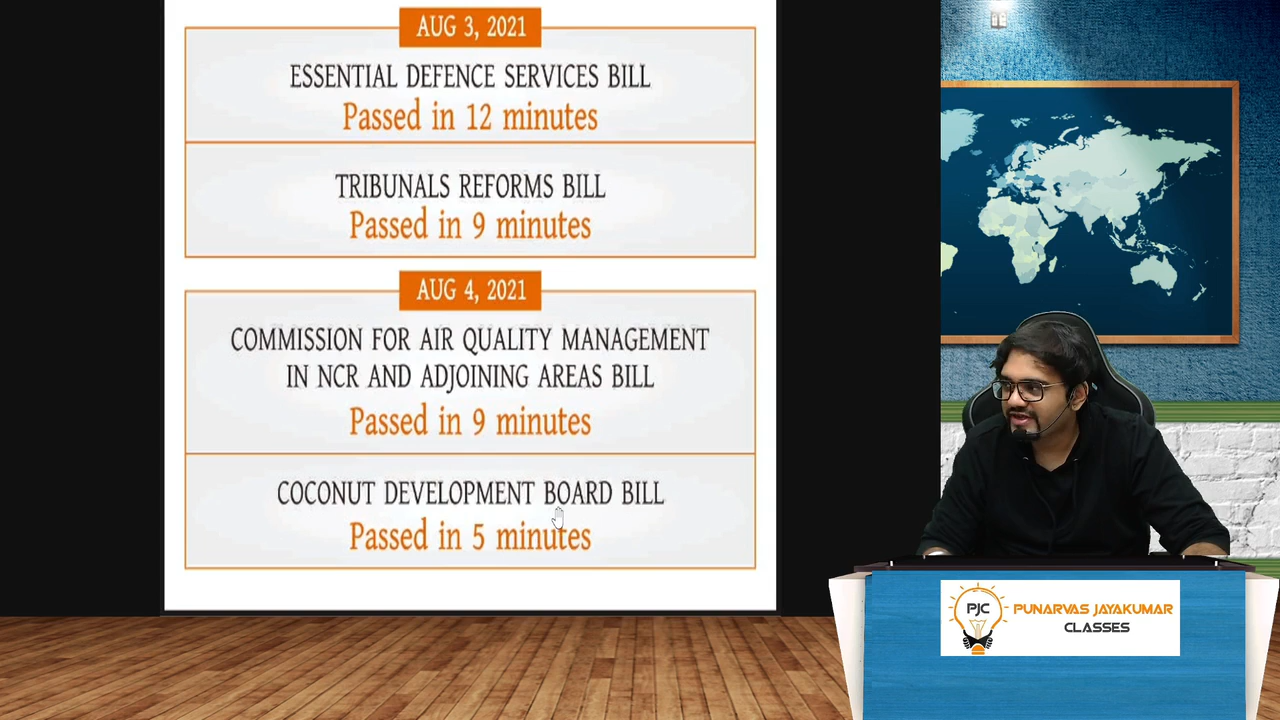 AUG 3, 2021
ESSENTIAL DEFENCE SERVICES BILL
Passed in 12 minutes
TRIBUNALS REFORMS BILL
Passed in 9 minutes
AUG 4, 2021
COMMISSION FOR AIR QUALITY MANAGEMENT
IN NCR AND ADJOINING AREAS BILL
Passed in 9 minutes
COCONUT DEVELOPMENT BOARD BILL
Passed in 5 minutes
PJC
PUNARVAS JAYAKUMAR
CLASSES